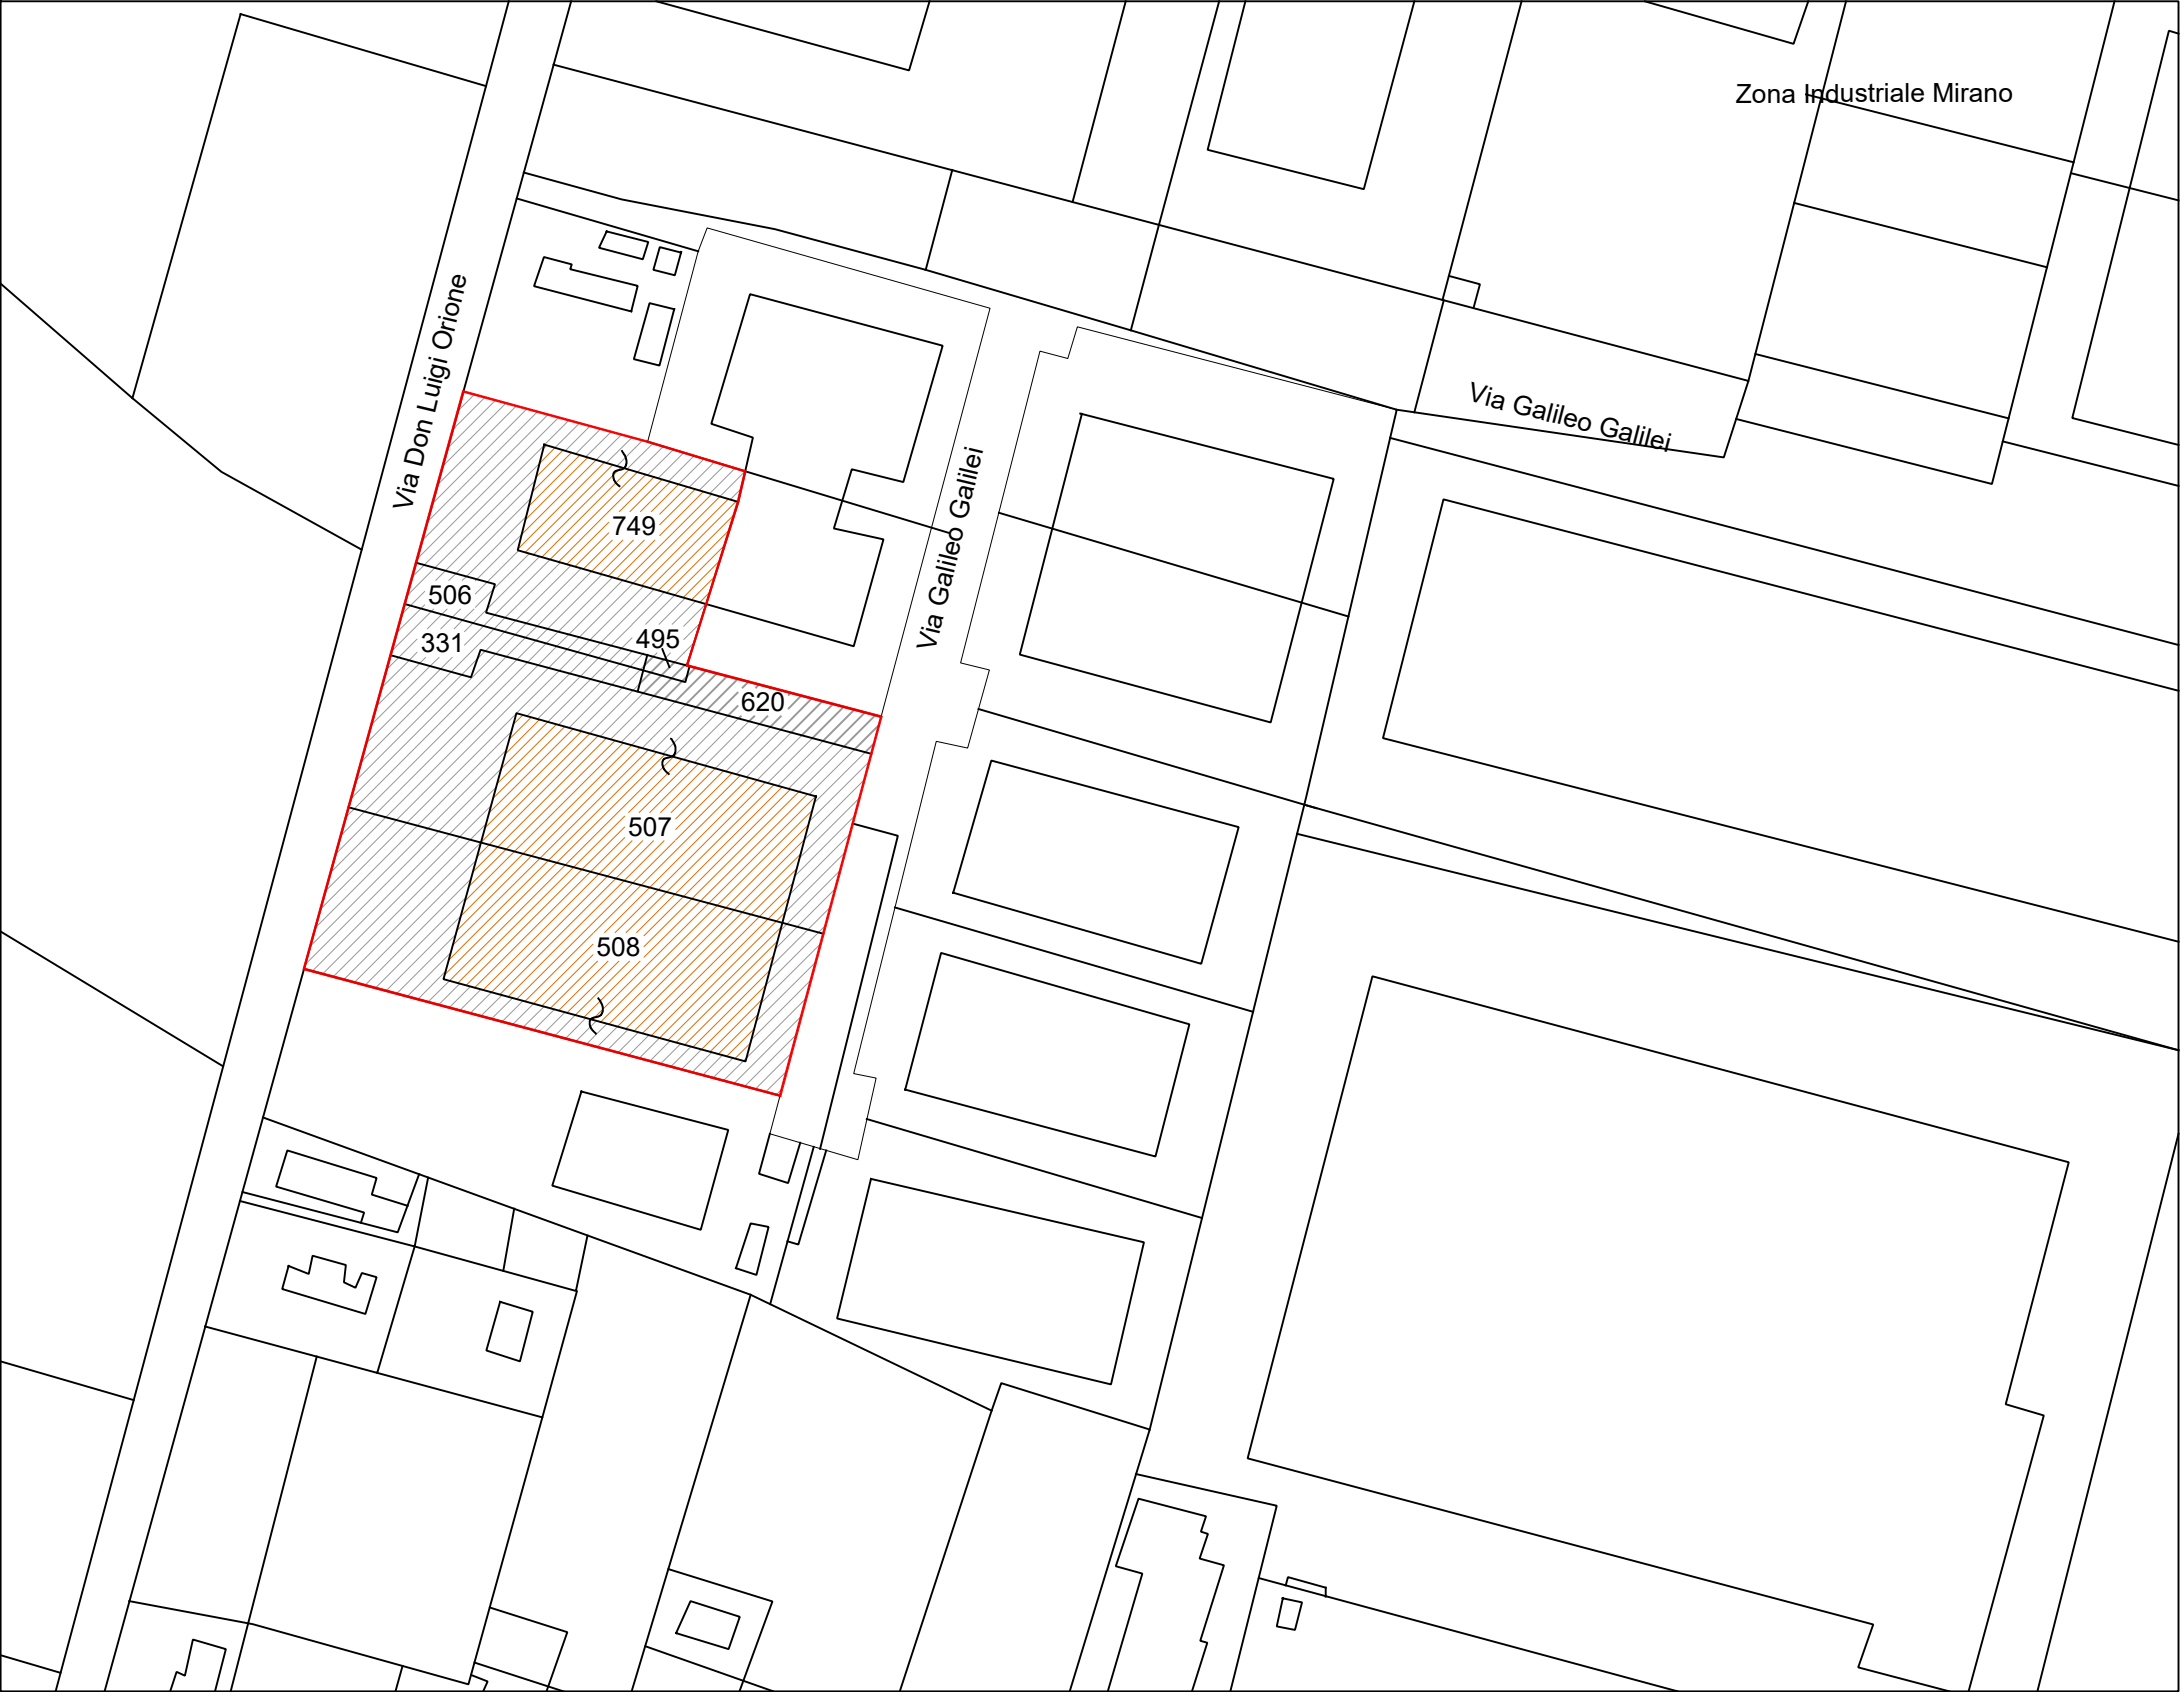 Zona Industriale Mirano
Via Don Luigi Orione
Via Galileo Galilei
Via Galileo Galilei
749
506
331
495
620
507
508